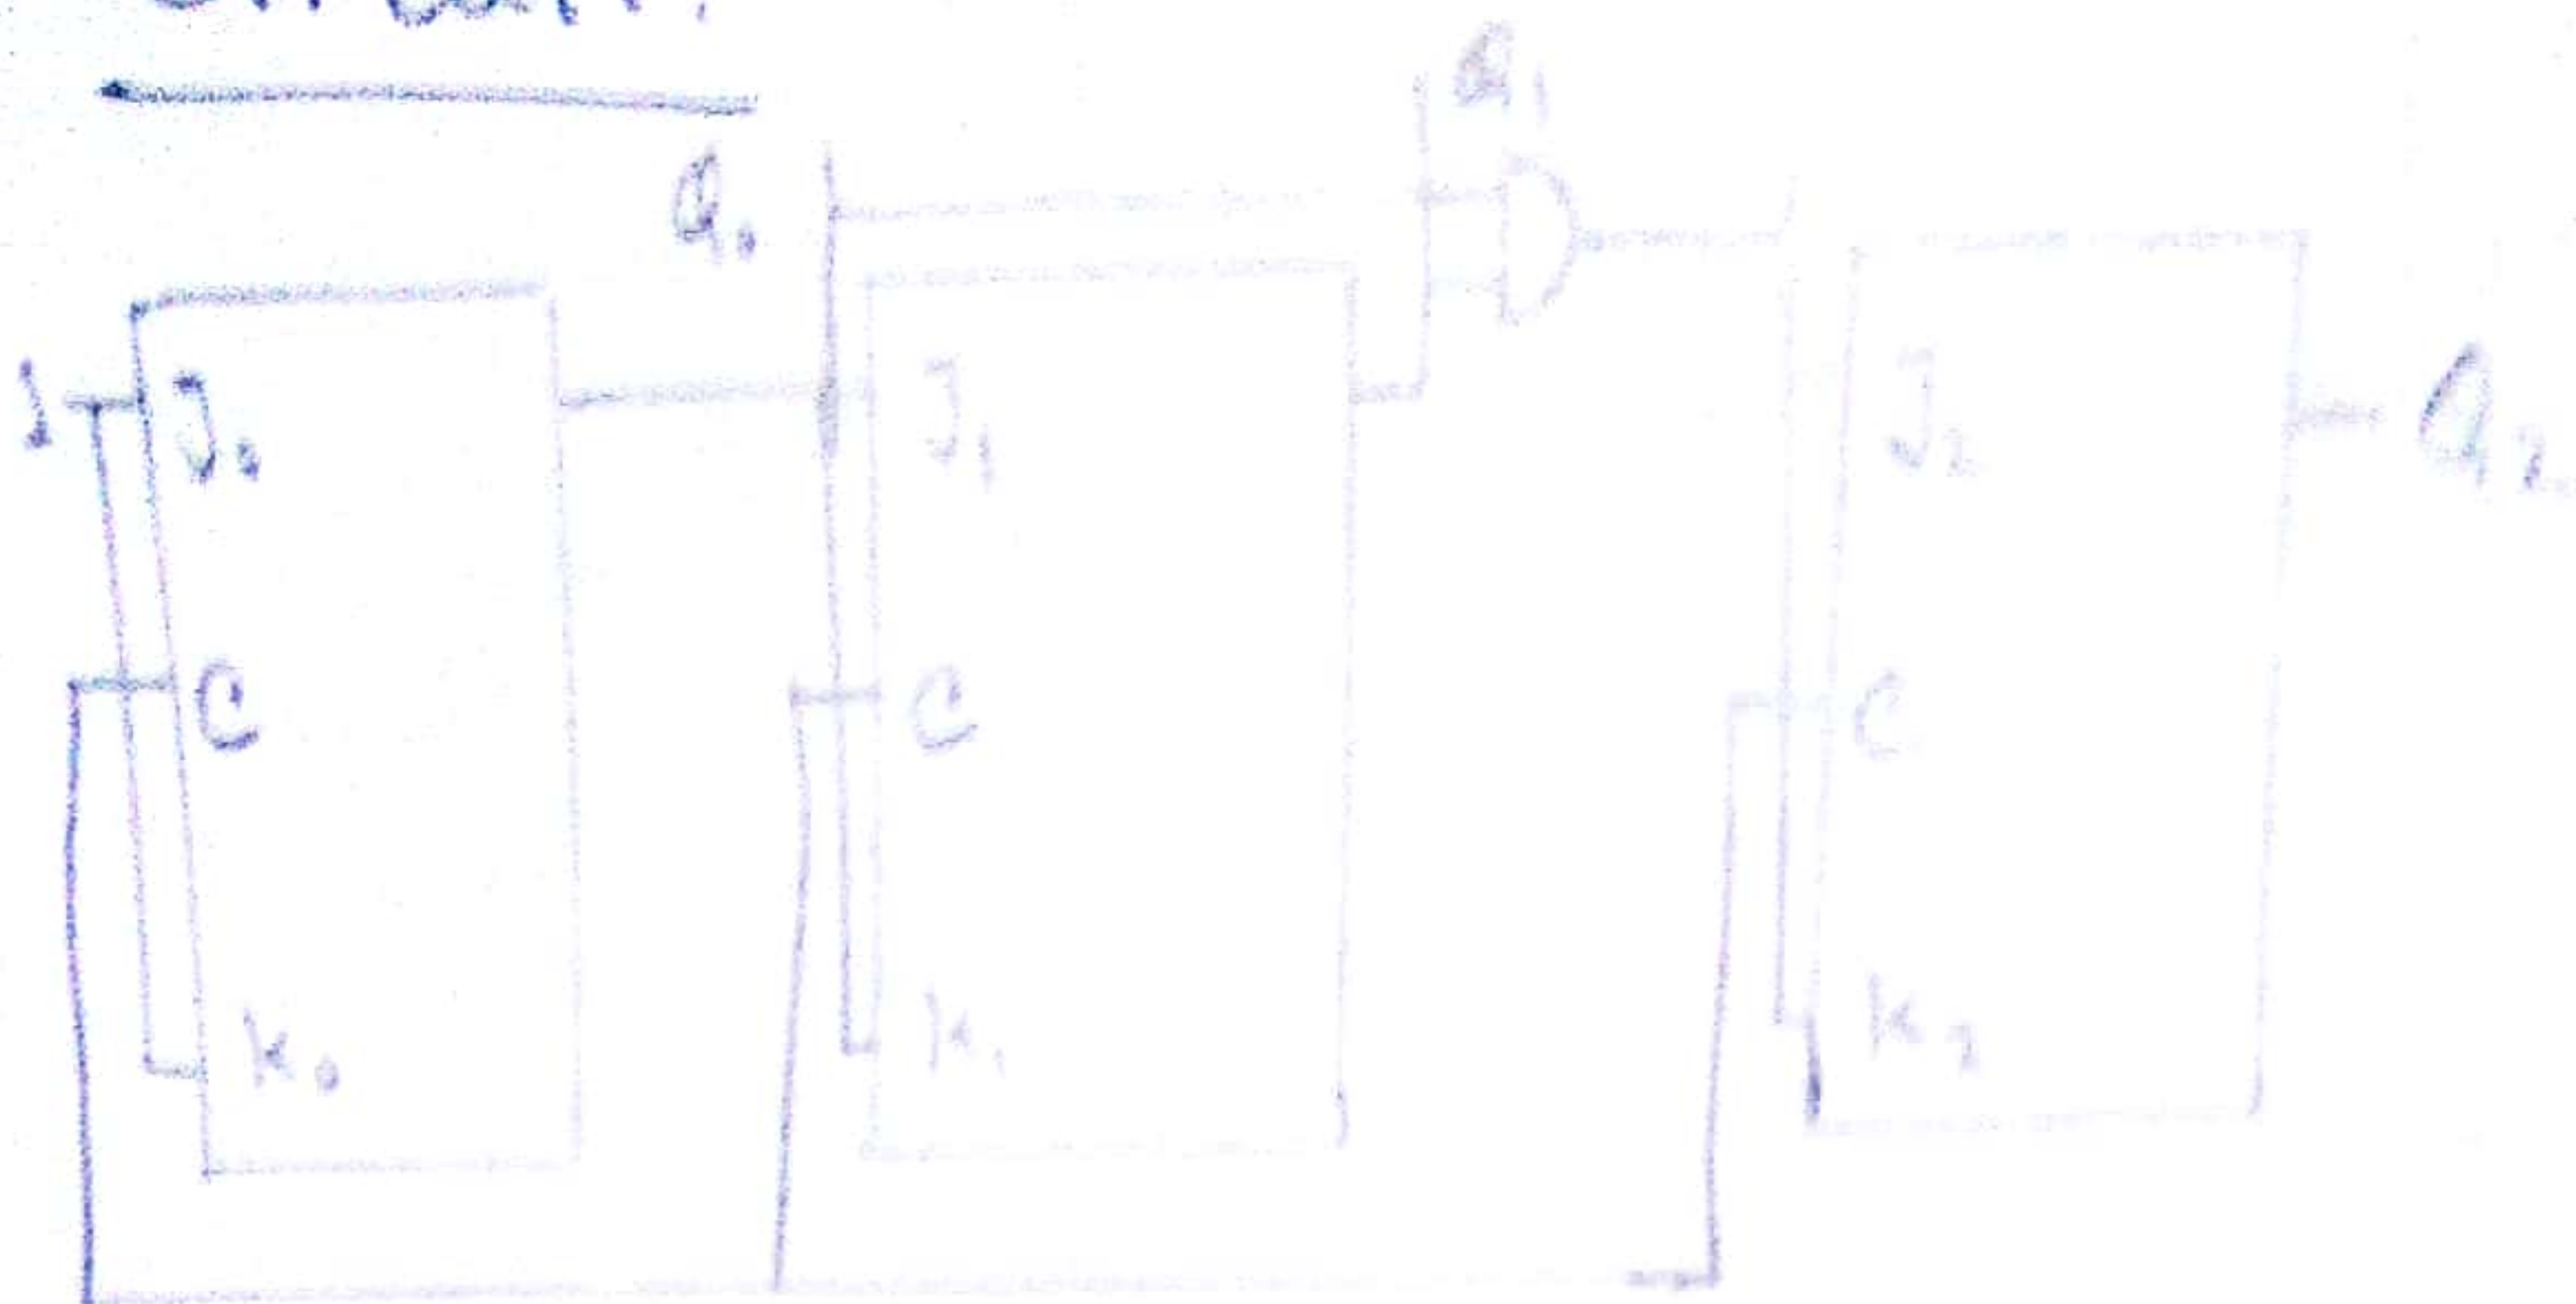 Q₁
Q₀
1 J₀ J₁ J₂ Q₂
C C C
K₀ K₁ K₂